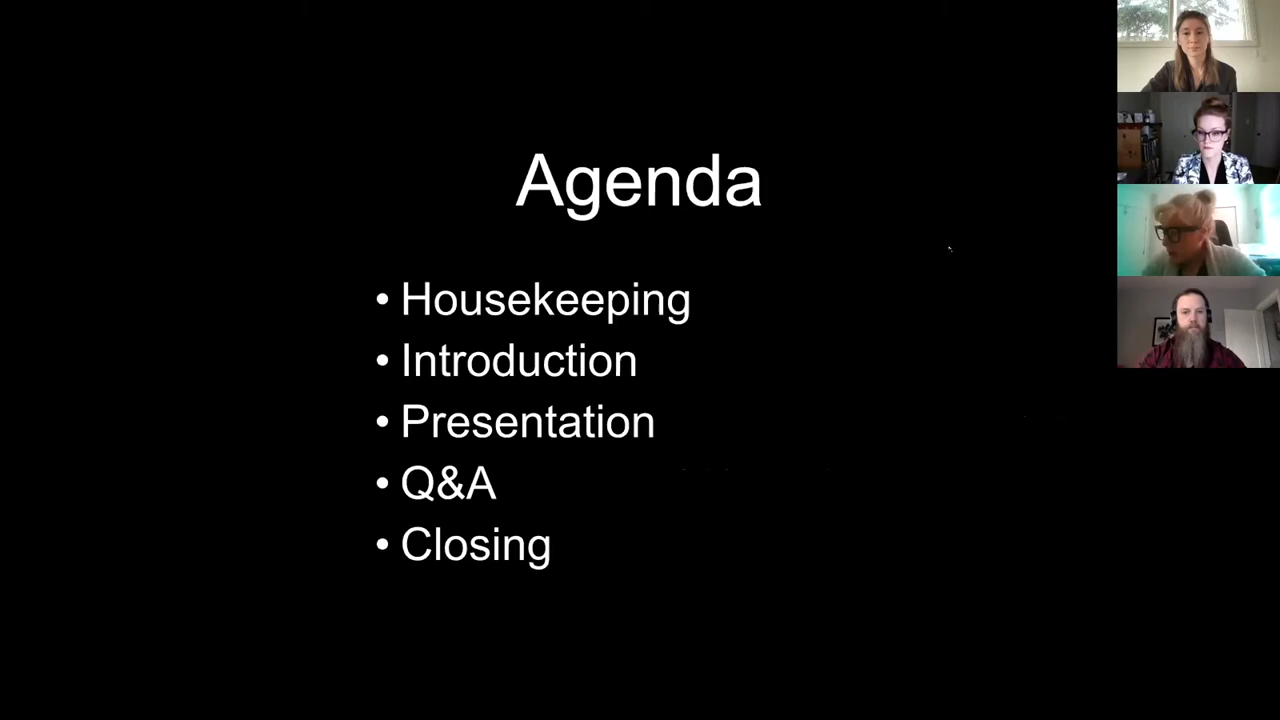 Agenda
• Housekeeping
• Introduction
• Presentation
• Q&A
• Closing